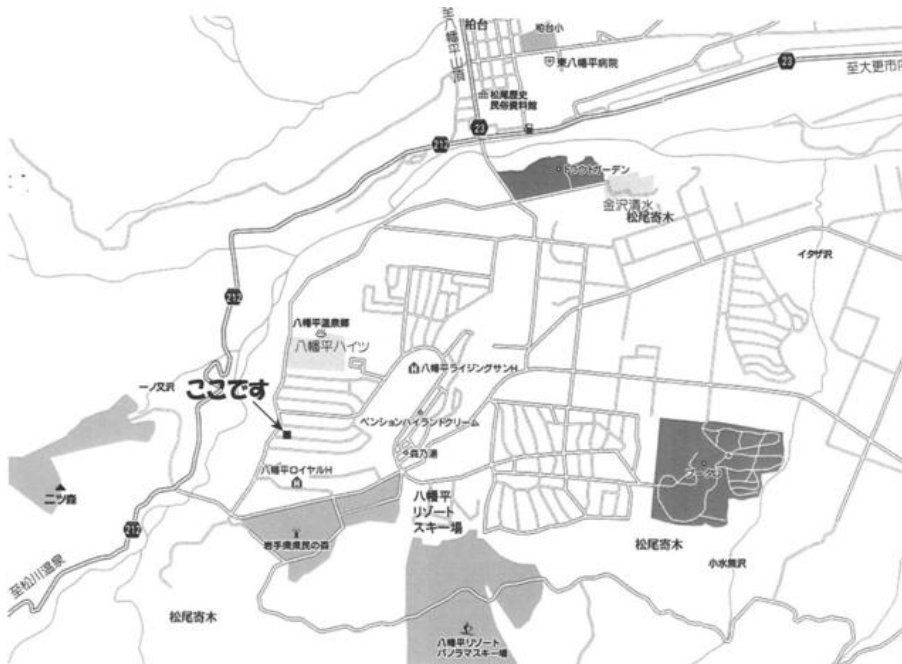 至八幡平山頂
柏台
柏台小
東八幡平病院
23
至大更市内
松尾歴史
民俗資料館
23
212
金沢清水
松尾寄木
イタザ沢
212
八幡平温泉郷
八幡平ハイツ
八幡平ライジングサンH
一ノ又沢
ここです
ペンションハイランドクリーム
森乃湯
八幡平ロイヤルH
二ツ森
八幡平
リゾート
スキー場
212
岩手県県民の森
松尾寄木
小水無沢
至松川温泉
松尾寄木
八幡平リゾート
パノラマスキー場